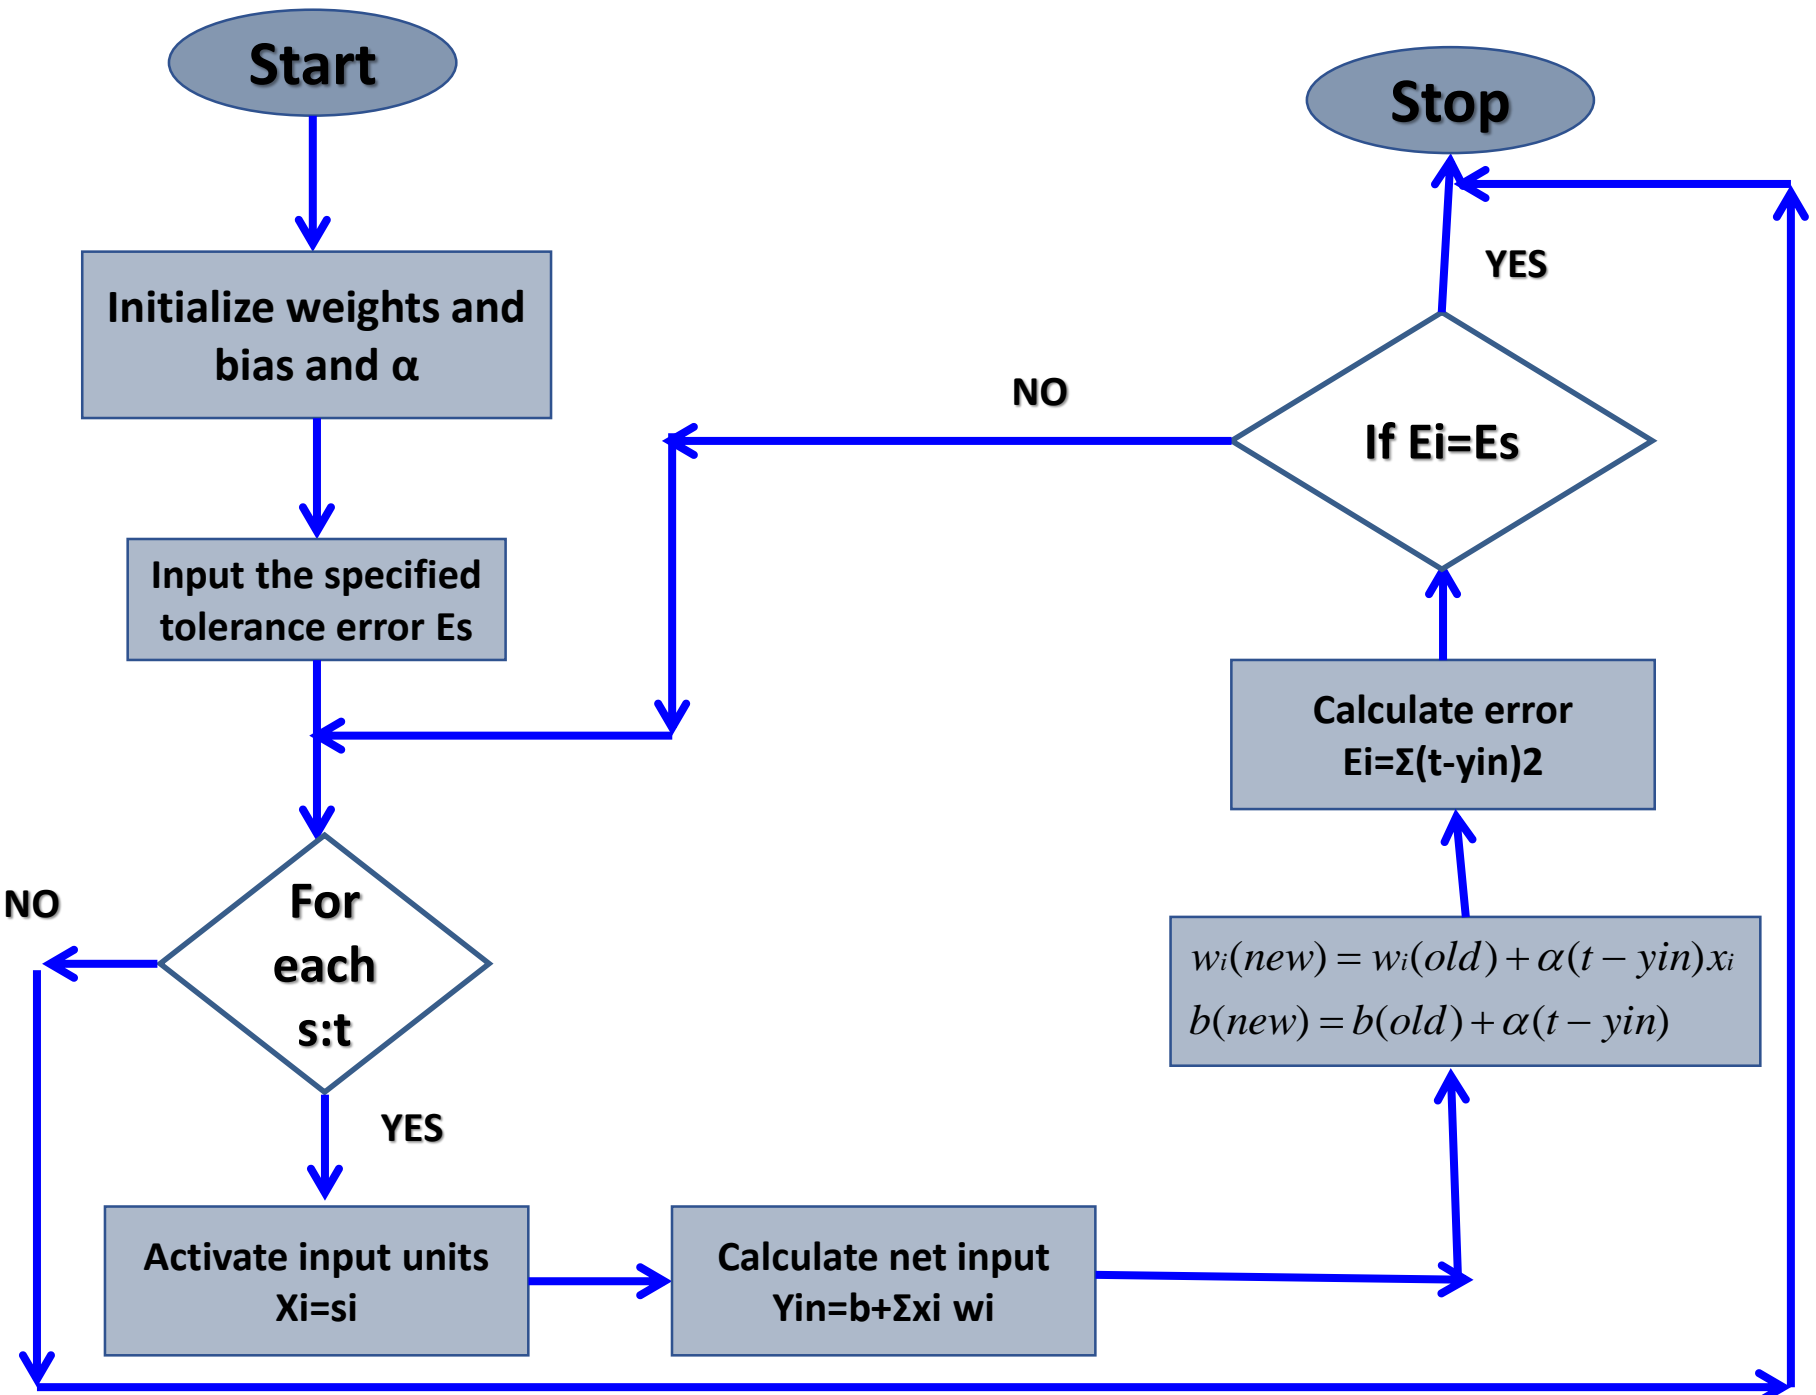 Start
Initialize weights and
bias and α
Input the specified
tolerance error Es
For
each
s:t
NO
YES
Activate input units
Xi=si
Calculate net input
Yin=b+Σxi wi
wi(new) = wi(old) + α(t − yin)xi
b(new) = b(old) + α(t − yin)
Calculate error
Ei=Σ(t-yin)2
If Ei=Es
NO
YES
Stop